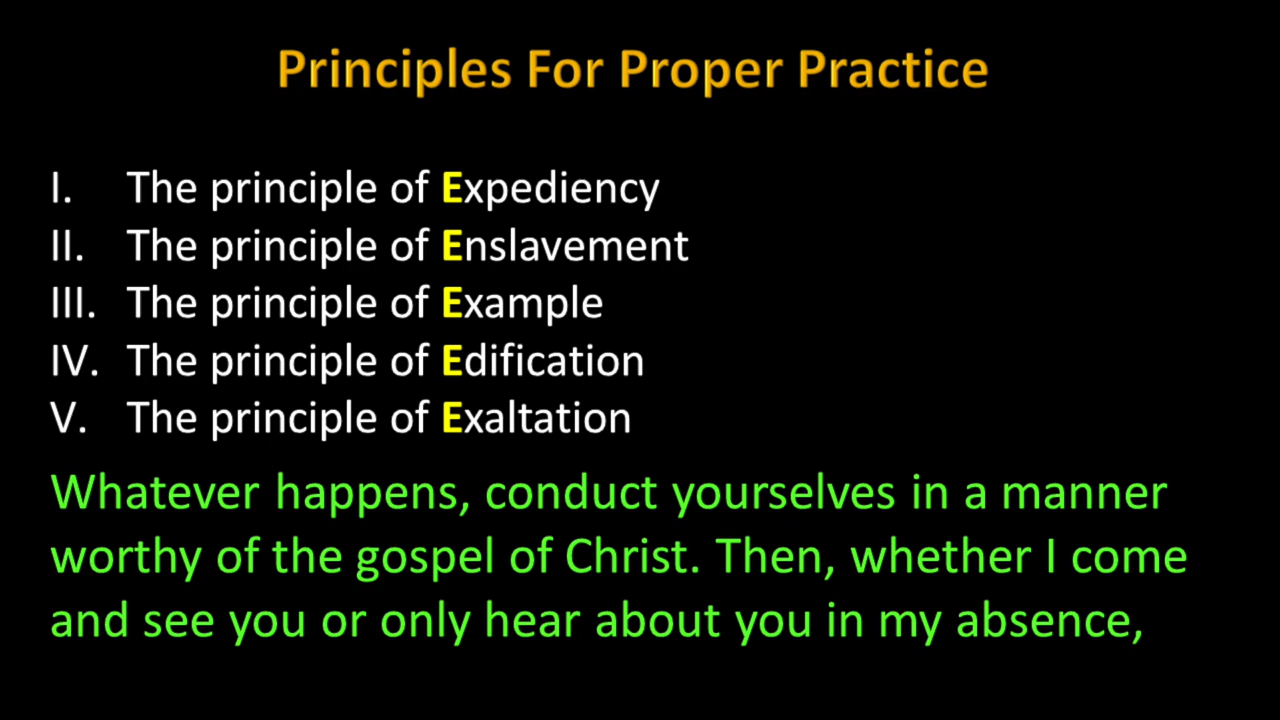 Principles For Proper Practice
I. The principle of Expediency
II. The principle of Enslavement
III. The principle of Example
IV. The principle of Edification
V. The principle of Exaltation
Whatever happens, conduct yourselves in a manner
worthy of the gospel of Christ. Then, whether I come
and see you or only hear about you in my absence,